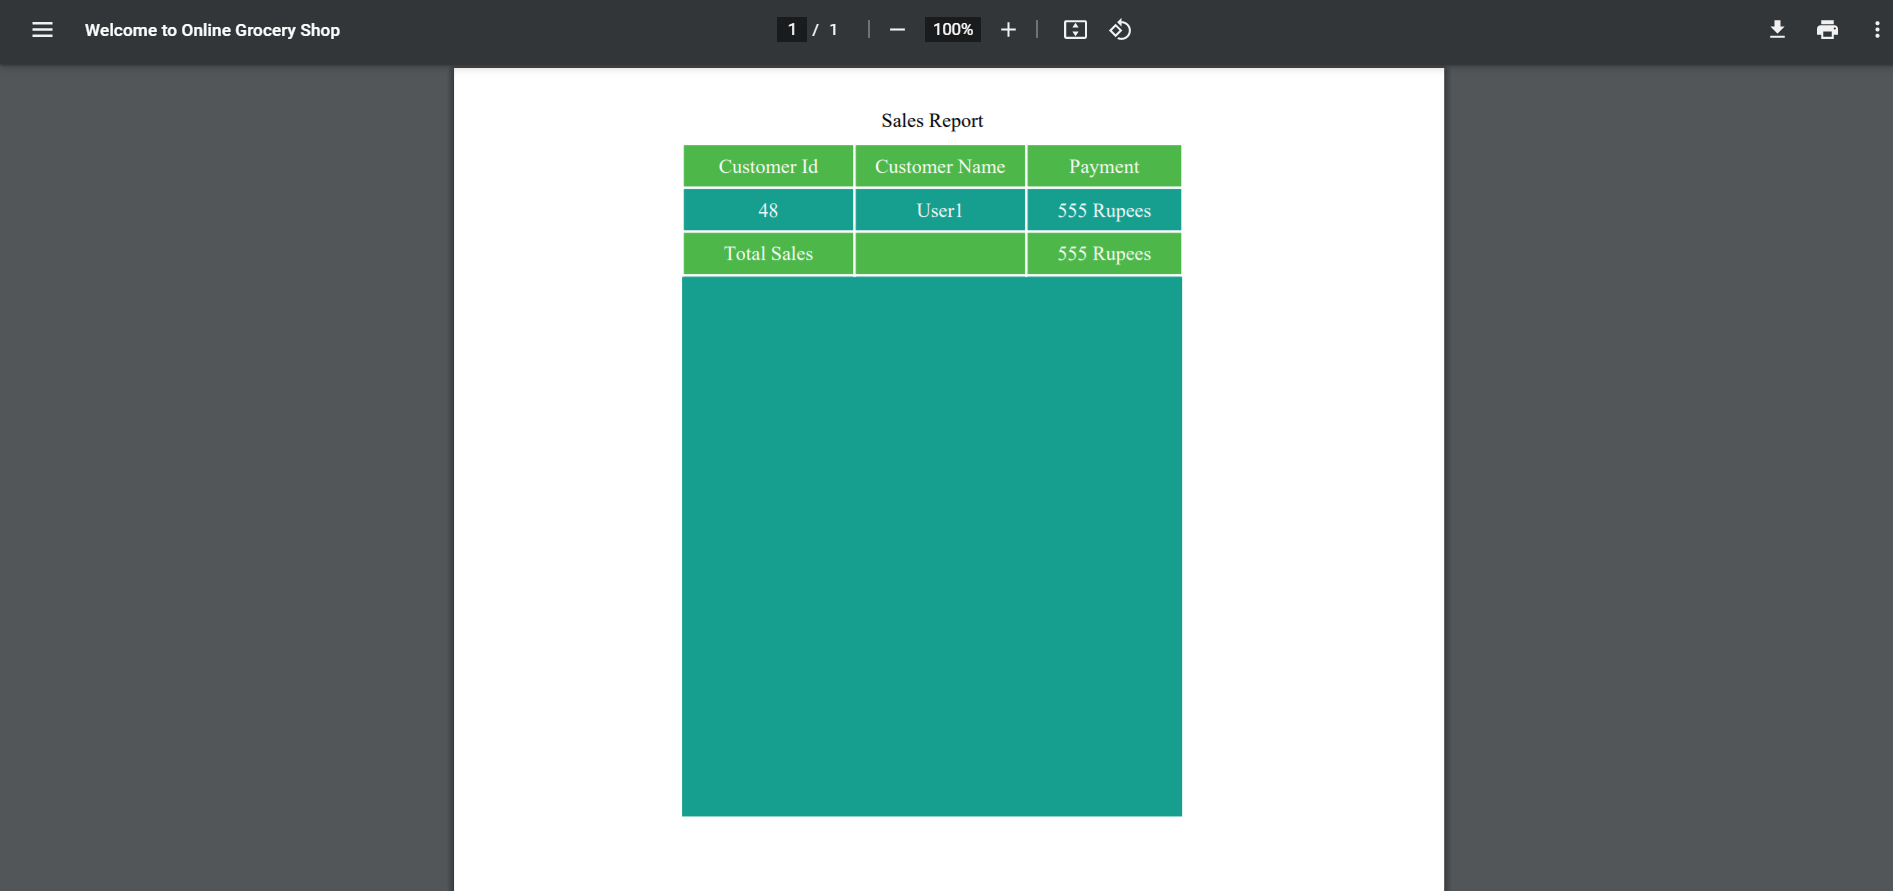 Welcome to Online Grocery Shop
1 / 1
100%
Sales Report
Customer Id Customer Name Payment
48 User1 555 Rupees
Total Sales 555 Rupees